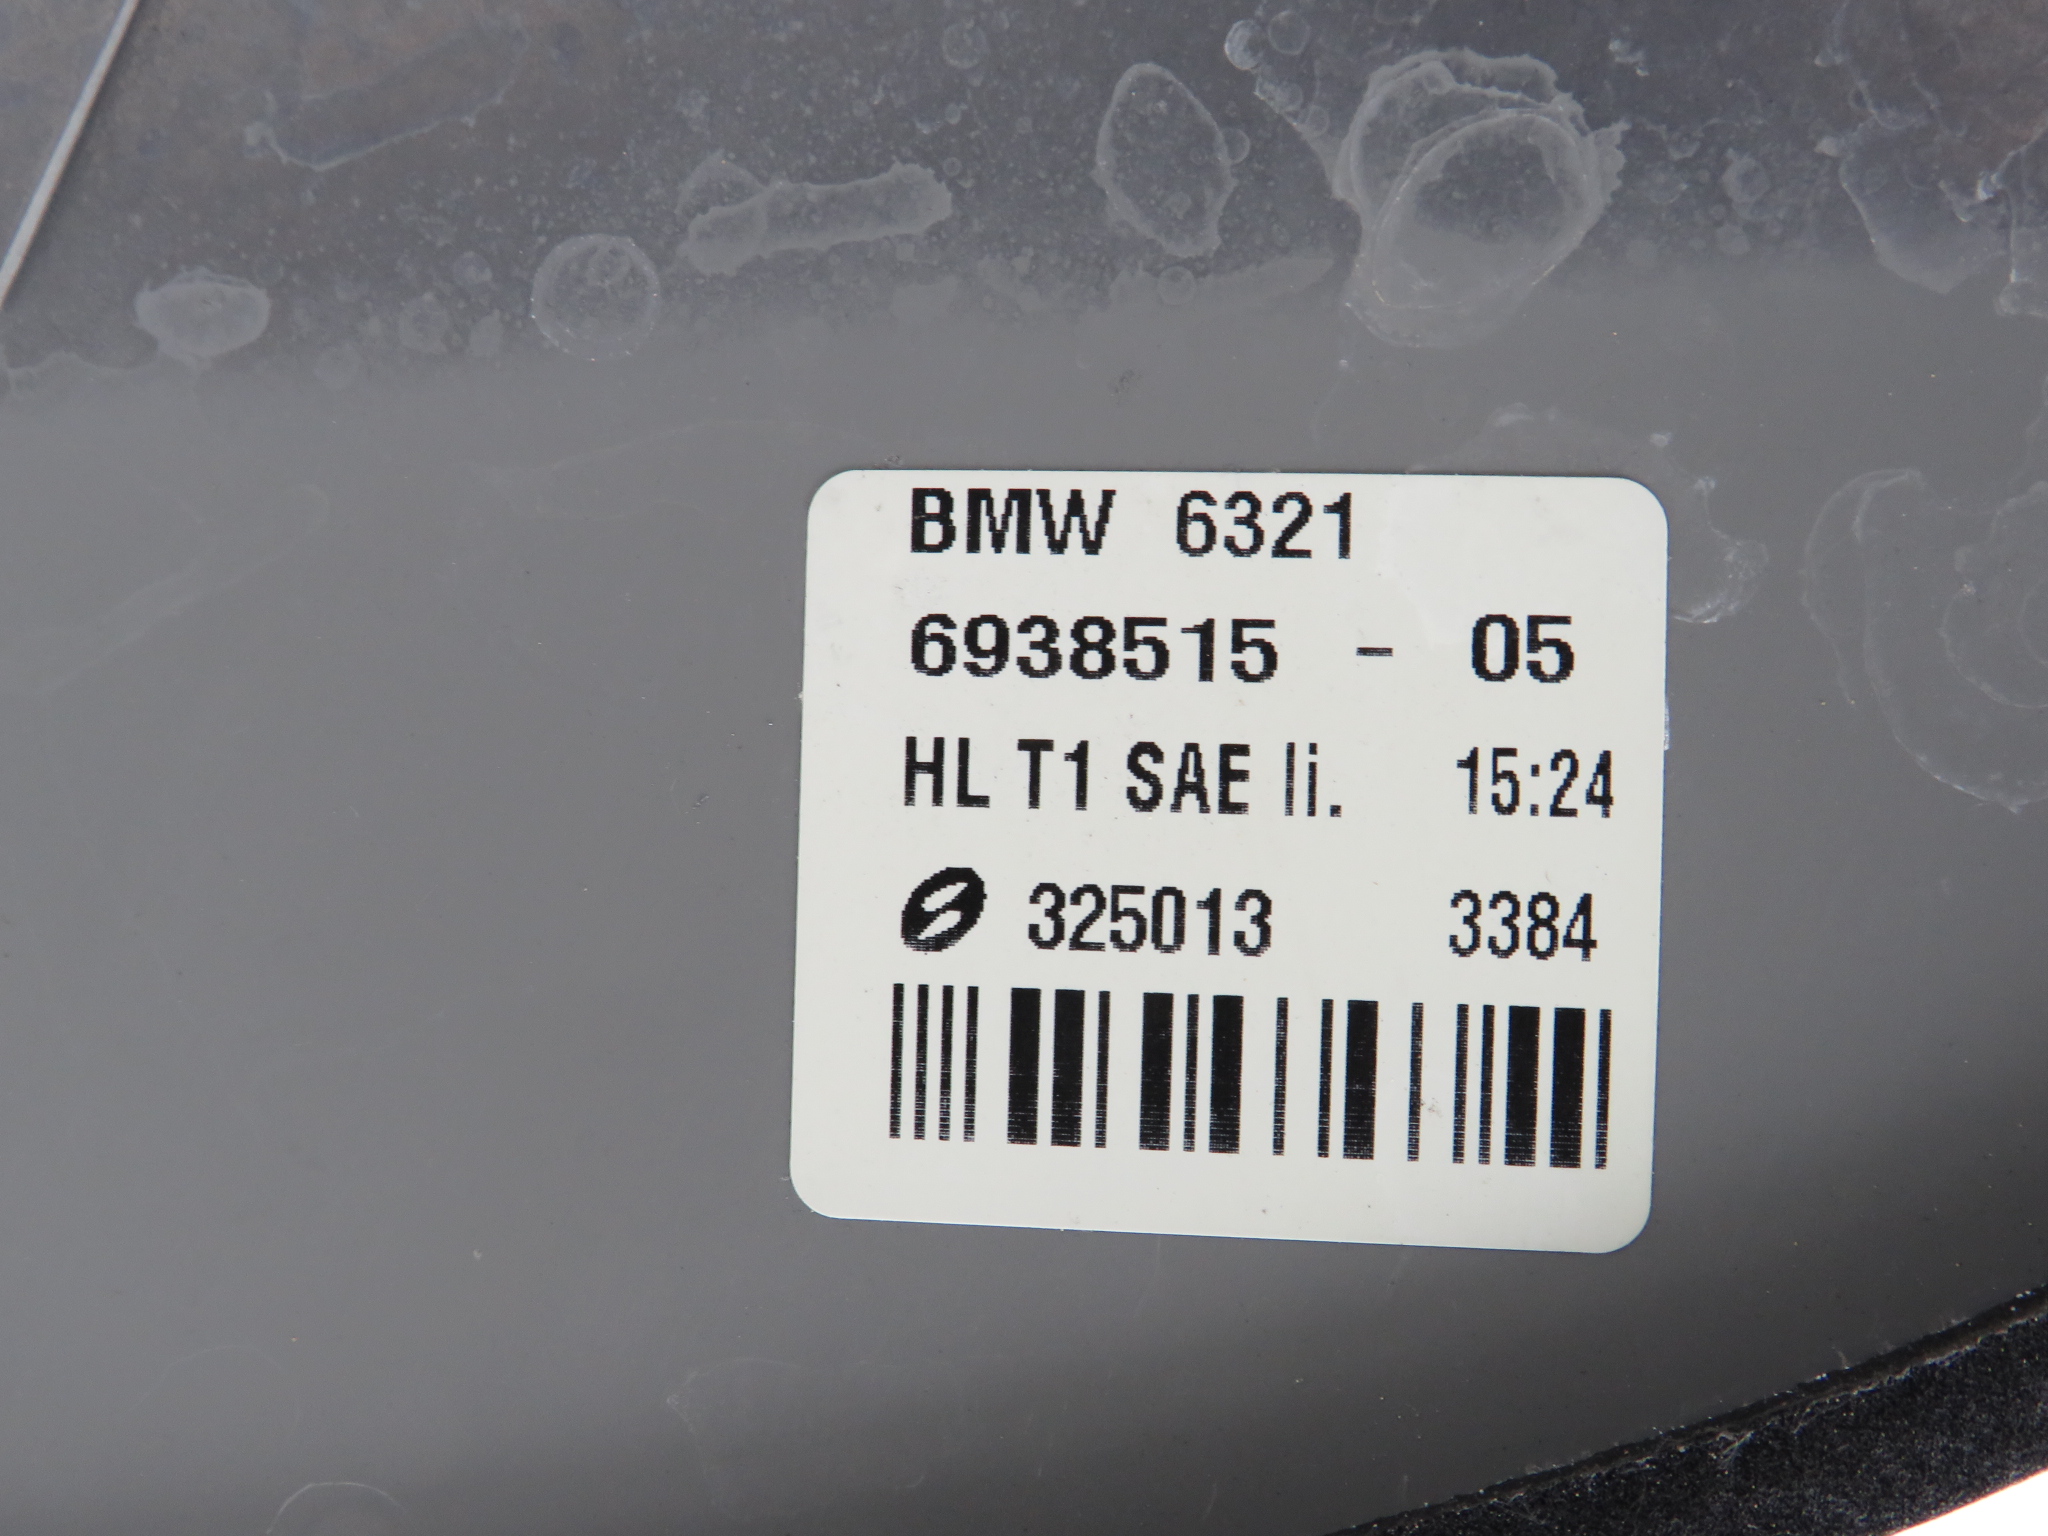 BMW 6321
6938515 - 05
HL T1 SAE li. 15:24
325013 3384